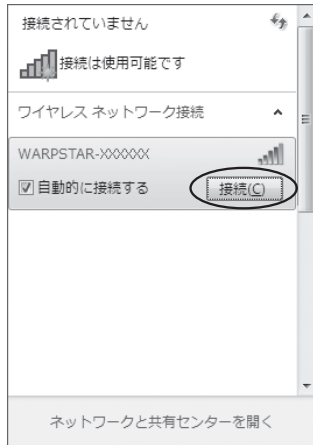 接続されていません
接続は使用可能です
ワイヤレス ネットワーク接続
WARPSTAR-XXXXXX
自動的に接続する
接続(C)
ネットワークと共有センターを開く